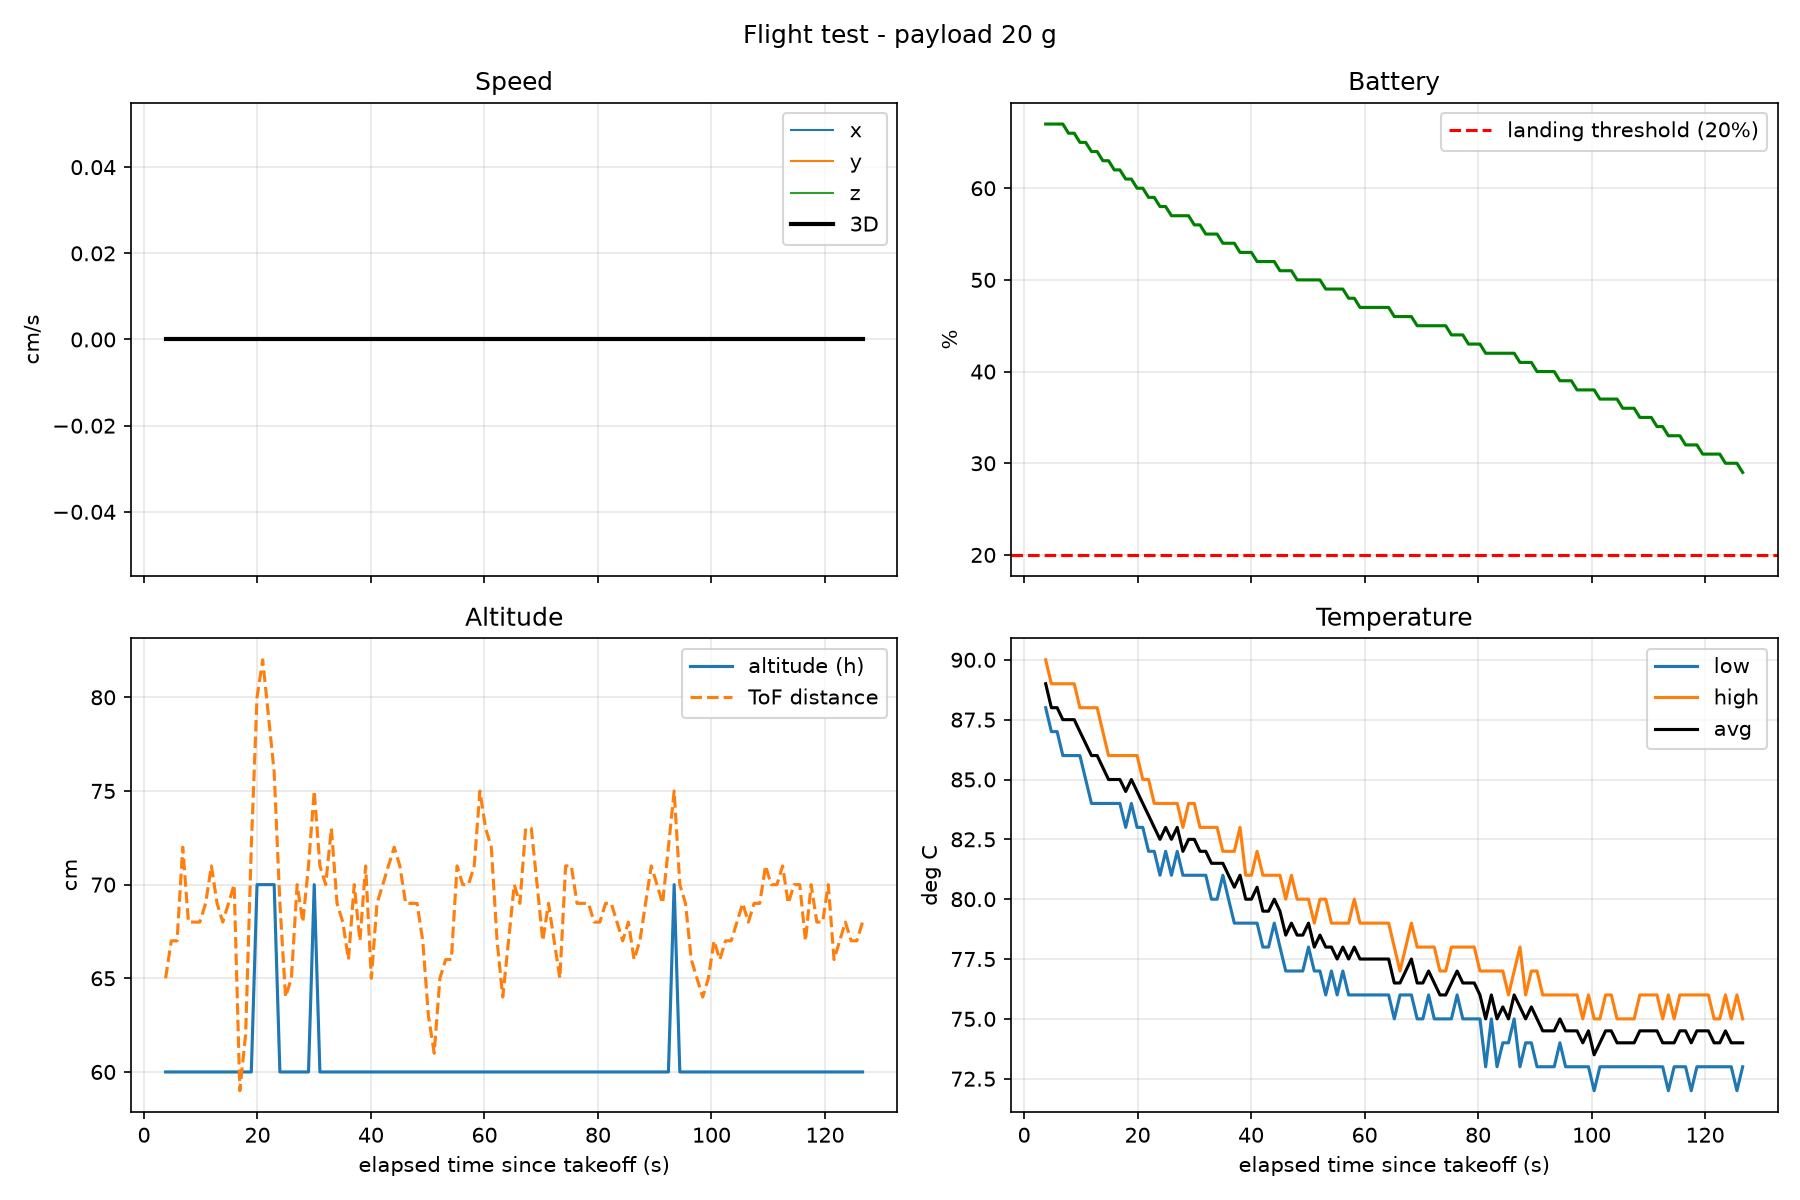 Flight test - payload 20 g
Speed
cm/s
0.04
0.02
0.00
−0.02
−0.04
x
y
z
3D
Battery
%
60
50
40
30
20
landing threshold (20%)
Altitude
cm
80
75
70
65
60
altitude (h)
ToF distance
0 20 40 60 80 100 120
elapsed time since takeoff (s)
Temperature
deg C
90.0
87.5
85.0
82.5
80.0
77.5
75.0
72.5
low
high
avg
0 20 40 60 80 100 120
elapsed time since takeoff (s)